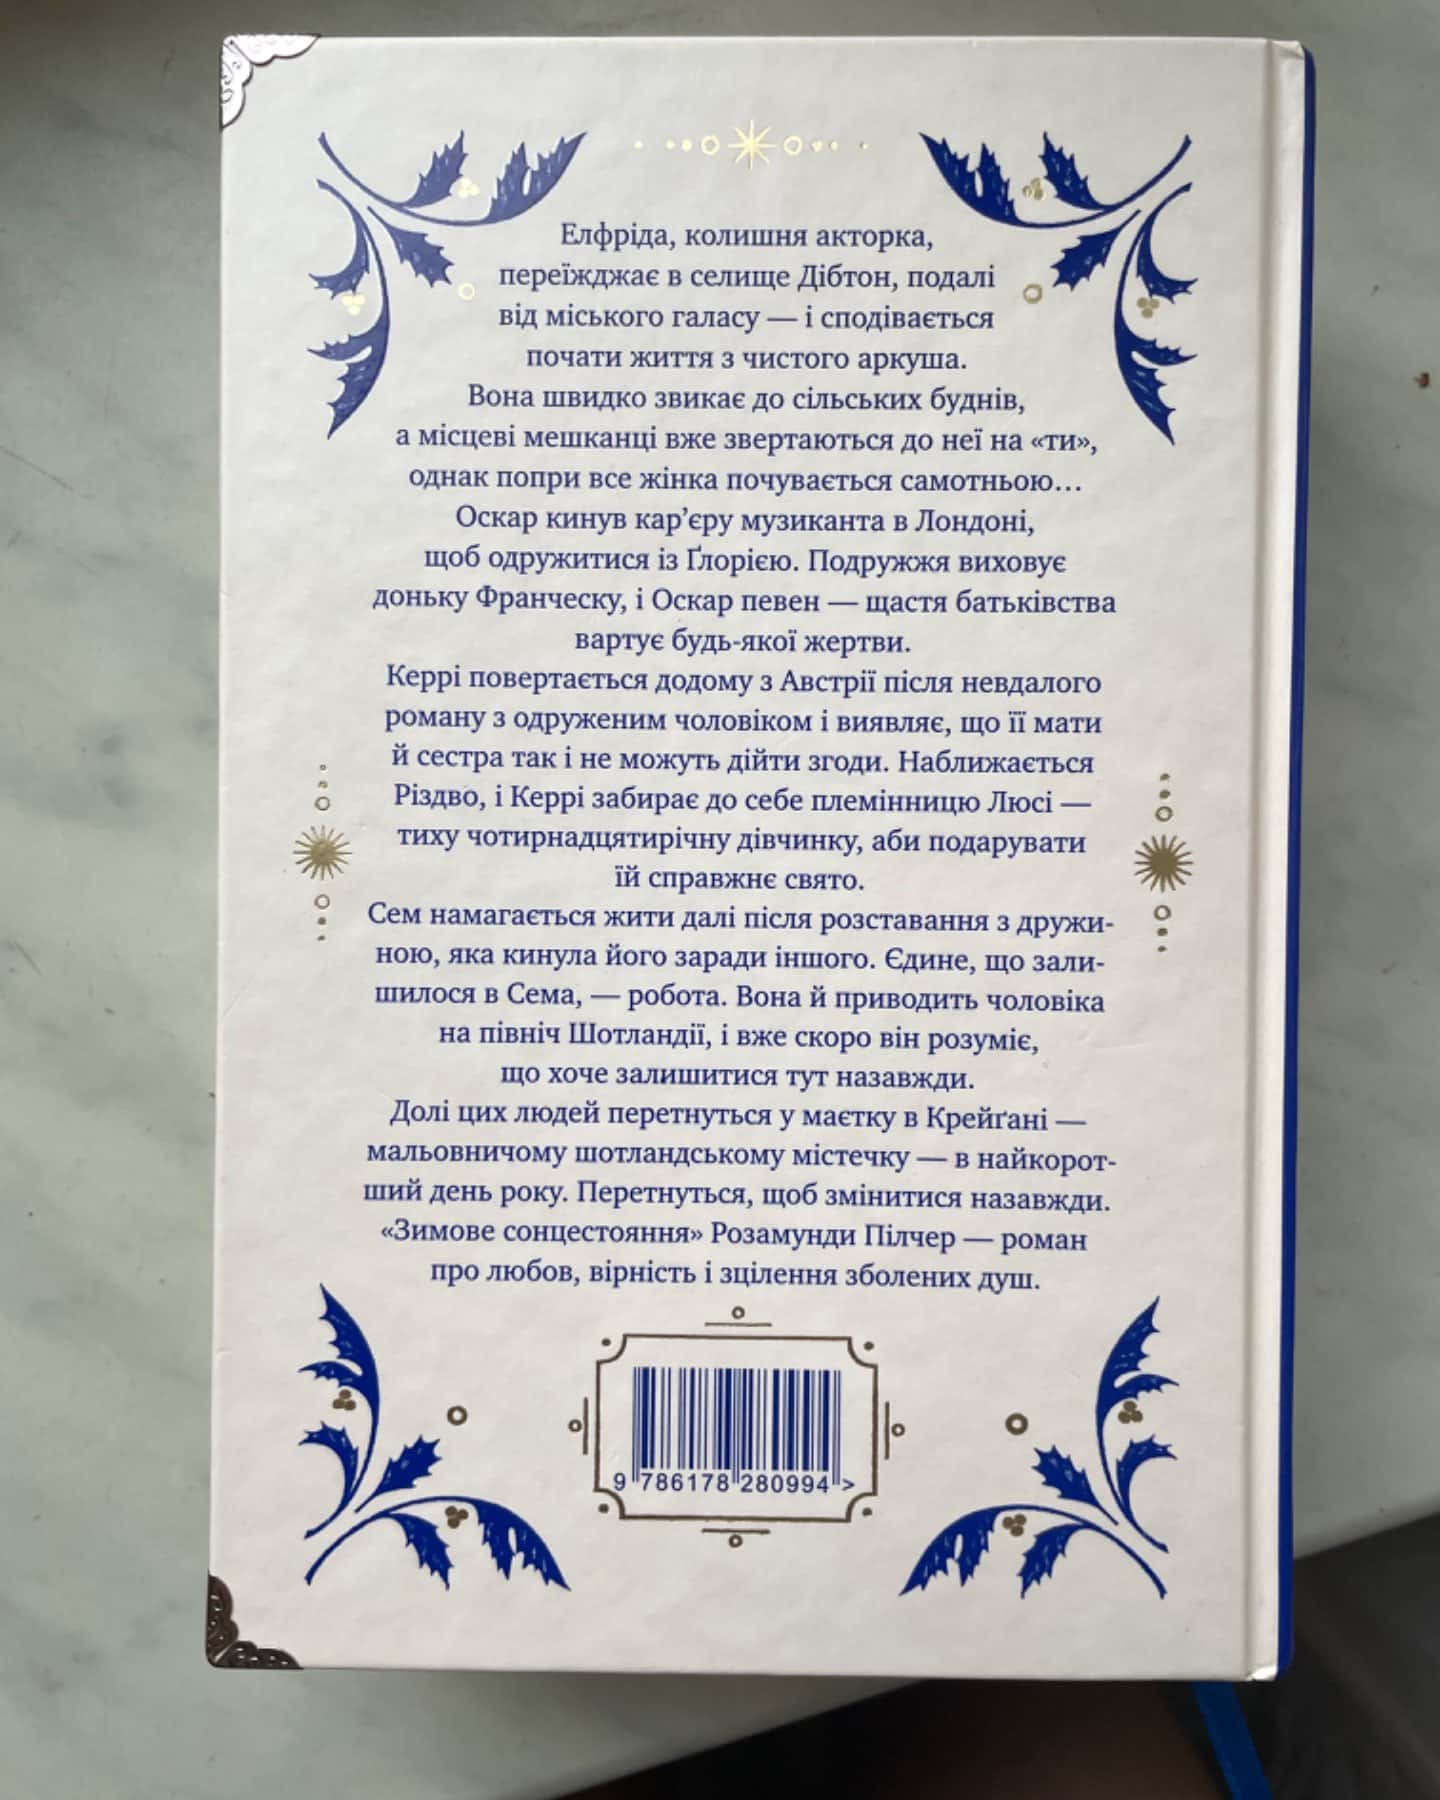 Елфріда, колишня акторка,
переїжджає в селище Дібтон, подалі
від міського галасу — і сподівається
почати життя з чистого аркуша.
Вона швидко звикає до сільських буднів,
а місцеві мешканці вже звертаються до неї на «ти»,
однак попри все жінка почувається самотньою…
Оскар кинув кар’єру музиканта в Лондоні,
щоб одружитися із Ґлорією. Подружжя виховує
доньку Франческу, і Оскар певен — щастя батьківства
вартує будь-якої жертви.
Керрі повертається додому з Австрії після невдалого
роману з одруженим чоловіком і виявляє, що її мати
й сестра так і не можуть дійти згоди. Наближається
Різдво, і Керрі забирає до себе племінницю Люсі —
тиху чотирнадцятирічну дівчинку, аби подарувати
їй справжнє свято.
Сем намагається жити далі після розставання з дружи-
ною, яка кинула його заради іншого. Єдине, що зали-
шилося в Сема, — робота. Вона й приводить чоловіка
на північ Шотландії, і вже скоро він розуміє,
що хоче залишитися тут назавжди.
Долі цих людей перетнуться у маєтку в Крейґані —
мальовничому шотландському містечку — в найкорот-
ший день року. Перетнуться, щоб змінитися назавжди.
«Зимове сонцестояння» Розамунди Пілчер — роман
про любов, вірність і зцілення зболених душ.
9 786178 280994 >